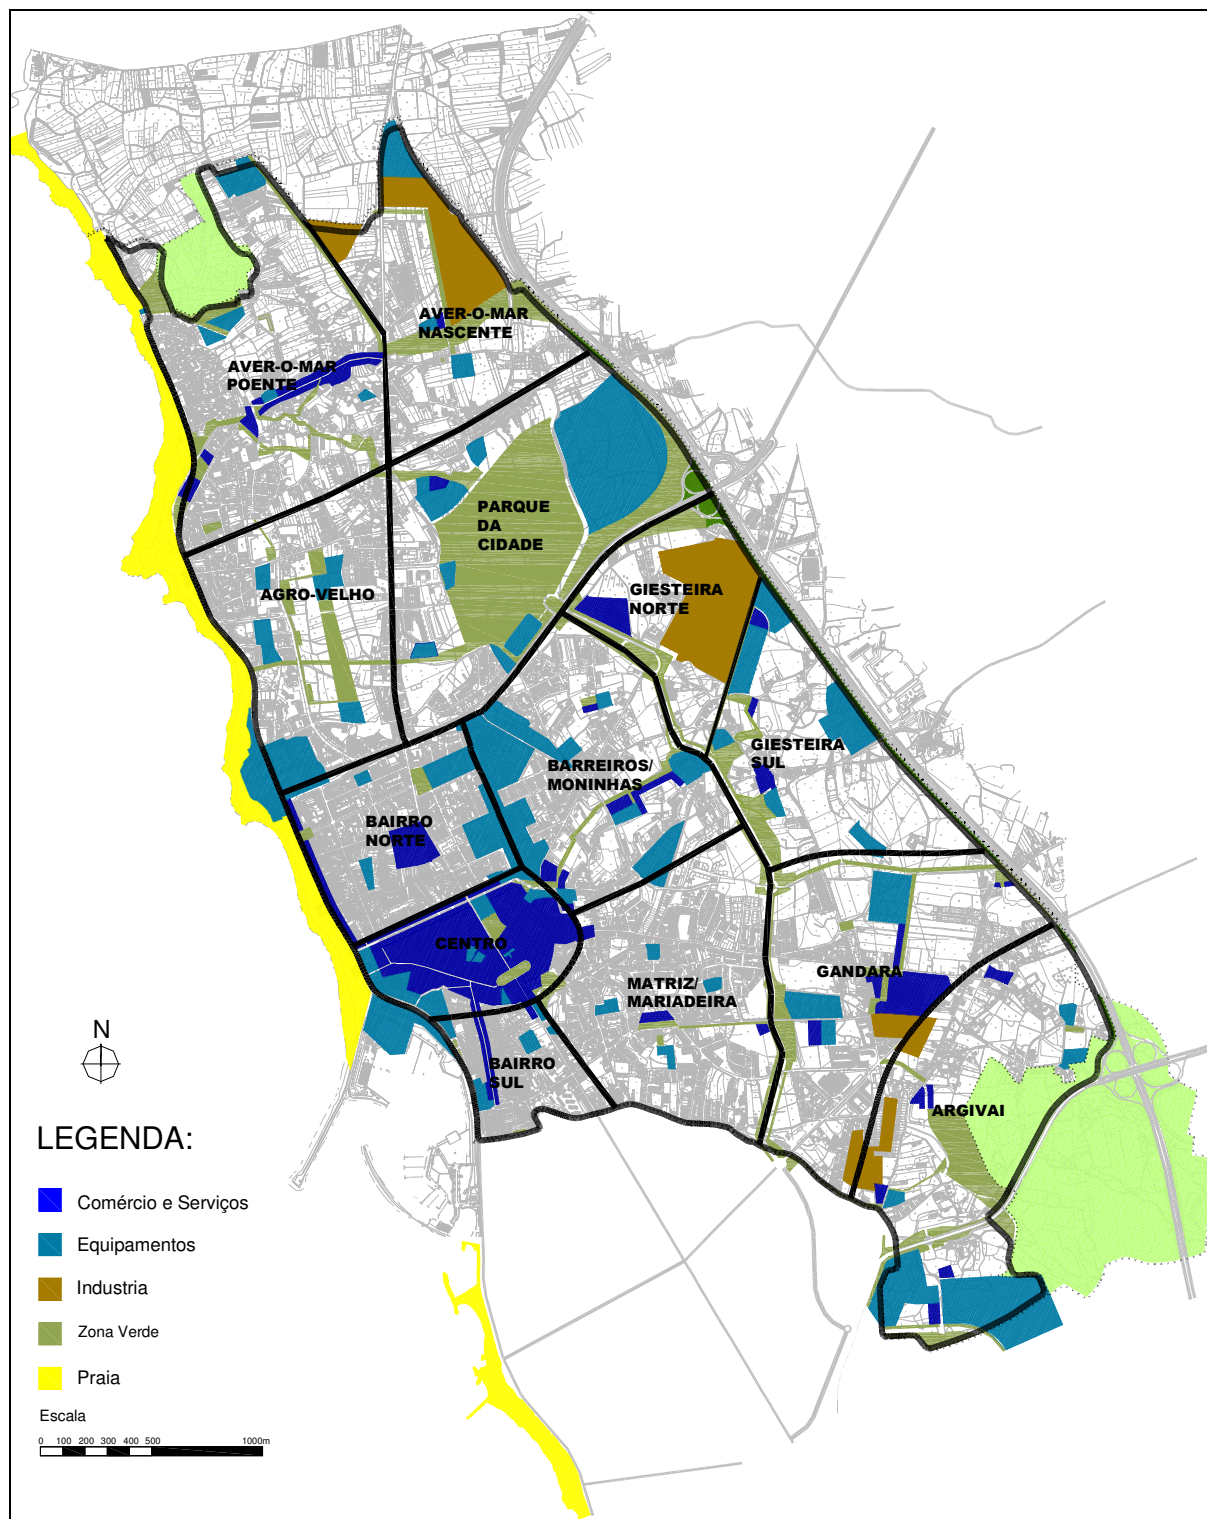 AVER-O-MAR
NASCENTE
AVER-O-MAR
POENTE
PARQUE
DA
CIDADE
AGRO-VELHO
GIESTEIRA
NORTE
GIESTEIRA
SUL
BARREIROS/
MONINHAS
BAIRRO
NORTE
CENTRO
GANDARA
MATRIZ/
MARIADEIRA
BAIRRO
SUL
ARGIVAI
N
LEGENDA:
Comércio e Serviços
Equipamentos
Industria
Zona Verde
Praia
Escala
0 100 200 300 400 500 1000m